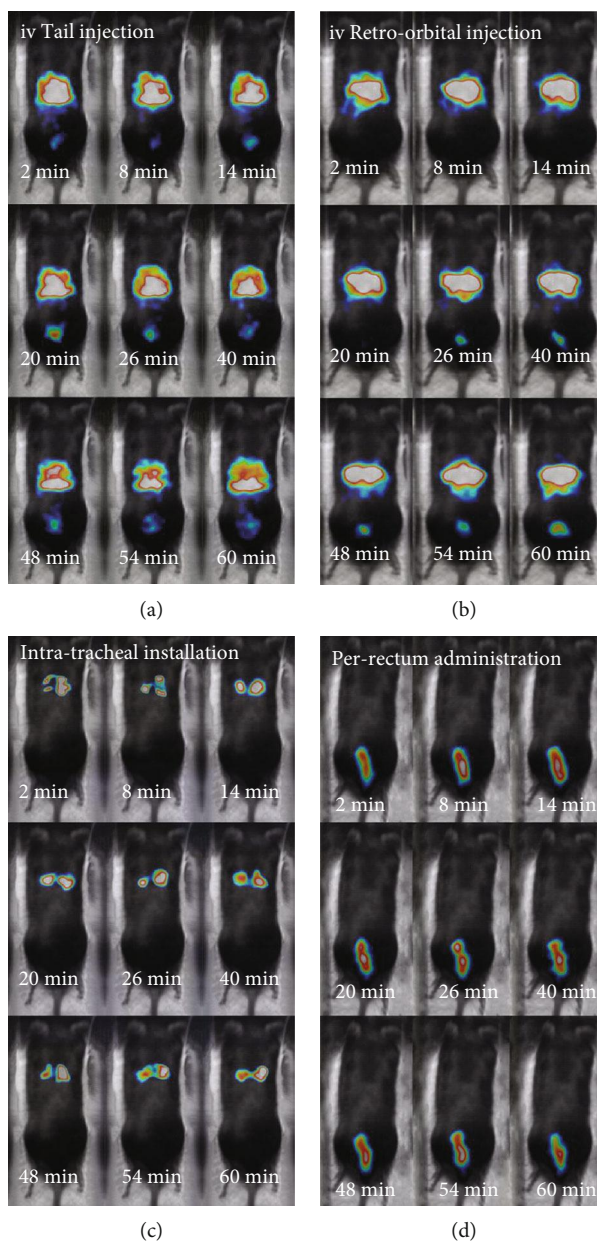 iv Tail injection
2 min 8 min 14 min
20 min 26 min 40 min
48 min 54 min 60 min
(a)
iv Retro-orbital injection
2 min 8 min 14 min
20 min 26 min 40 min
48 min 54 min 60 min
(b)
Intra-tracheal installation
2 min 8 min 14 min
20 min 26 min 40 min
48 min 54 min 60 min
(c)
Per-rectum administration
2 min 8 min 14 min
20 min 26 min 40 min
48 min 54 min 60 min
(d)